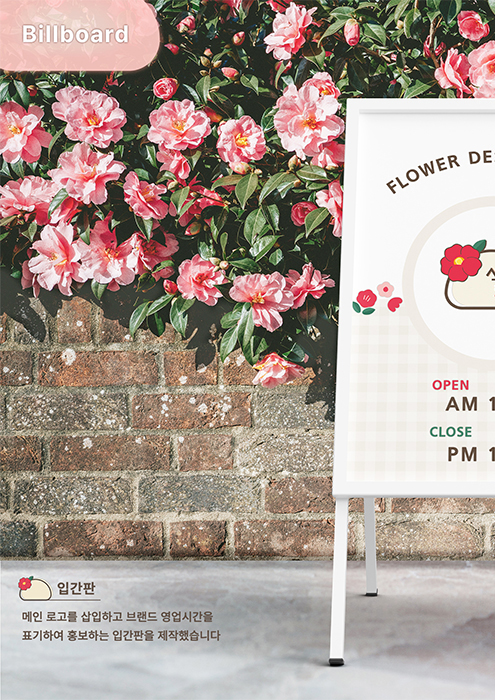 Billboard
FLOWER DE
OPEN
AM 1
CLOSE
PM 1
입간판
메인 로고를 삽입하고 브랜드 영업시간을
표기하여 홍보하는 입간판을 제작했습니다